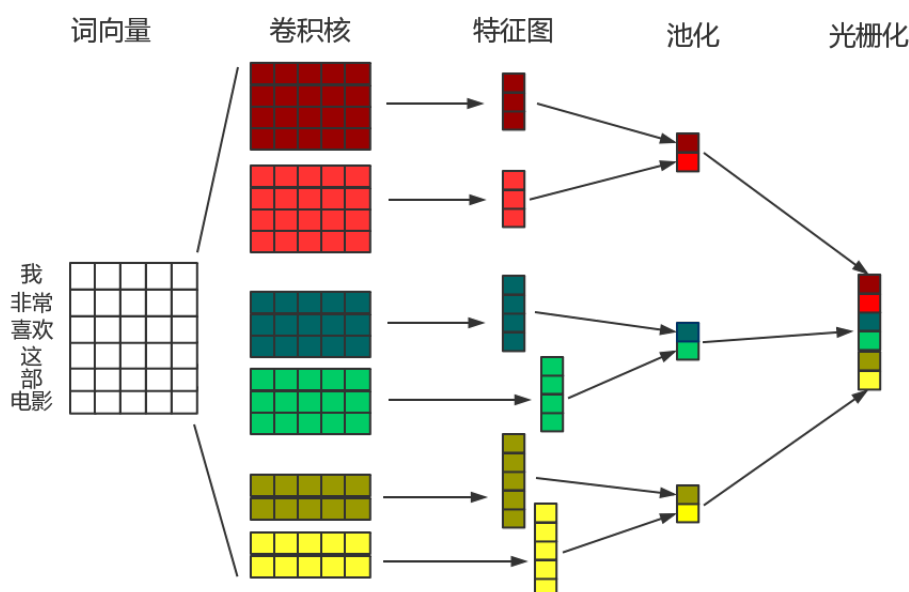 词向量
卷积核
特征图
池化
光栅化
我
非常
喜欢
这
部
电影